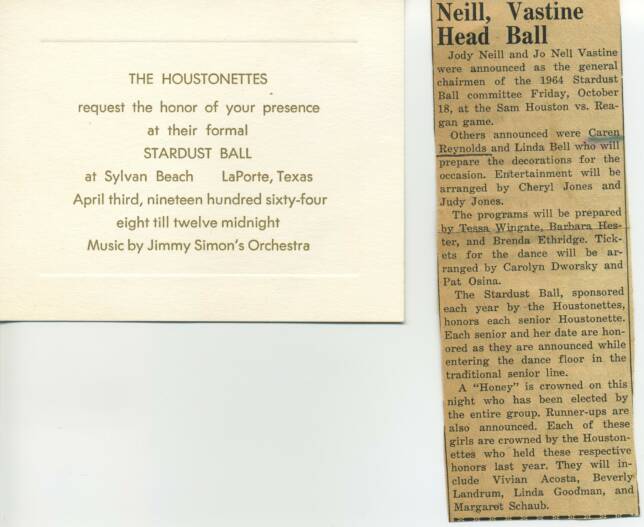 THE HOUSTONETTES
request the honor of your presence
at their formal
STARDUST BALL
at Sylvan Beach LaPorte, Texas
April third, nineteen hundred sixty-four
eight till twelve midnight
Music by Jimmy Simon's Orchestra
Neill, Vastine
Head Ball
Jody Neill and Jo Nell Vastine
were announced as the general
chairmen of the 1964 Stardust
Ball committee Friday, October
18, at the Sam Houston vs. Rea-
gan game.
Others announced were Caren
Reynolds and Linda Bell who will
prepare the decorations for the
occasion. Entertainment will be
arranged by Cheryl Jones and
Judy Jones.
The programs will be prepared
by Tessa Wingate, Barbara Hes-
ter, and Brenda Ethridge. Tick-
ets for the dance will be ar-
ranged by Carolyn Dworsky and
Pat Osina.
The Stardust Ball, sponsored
each year by the Houstonettes,
honors each senior Houstonette.
Each senior and her date are hon-
ored as they are announced while
entering the dance floor in the
traditional senior line.
A "Honey" is crowned on this
night who has been elected by
the entire group. Runner-ups are
also announced. Each of these
girls are crowned by the Houston-
ettes who held these respective
honors last year. They will in-
clude Vivian Acosta, Beverly
Landrum, Linda Goodman, and
Margaret Schaub.